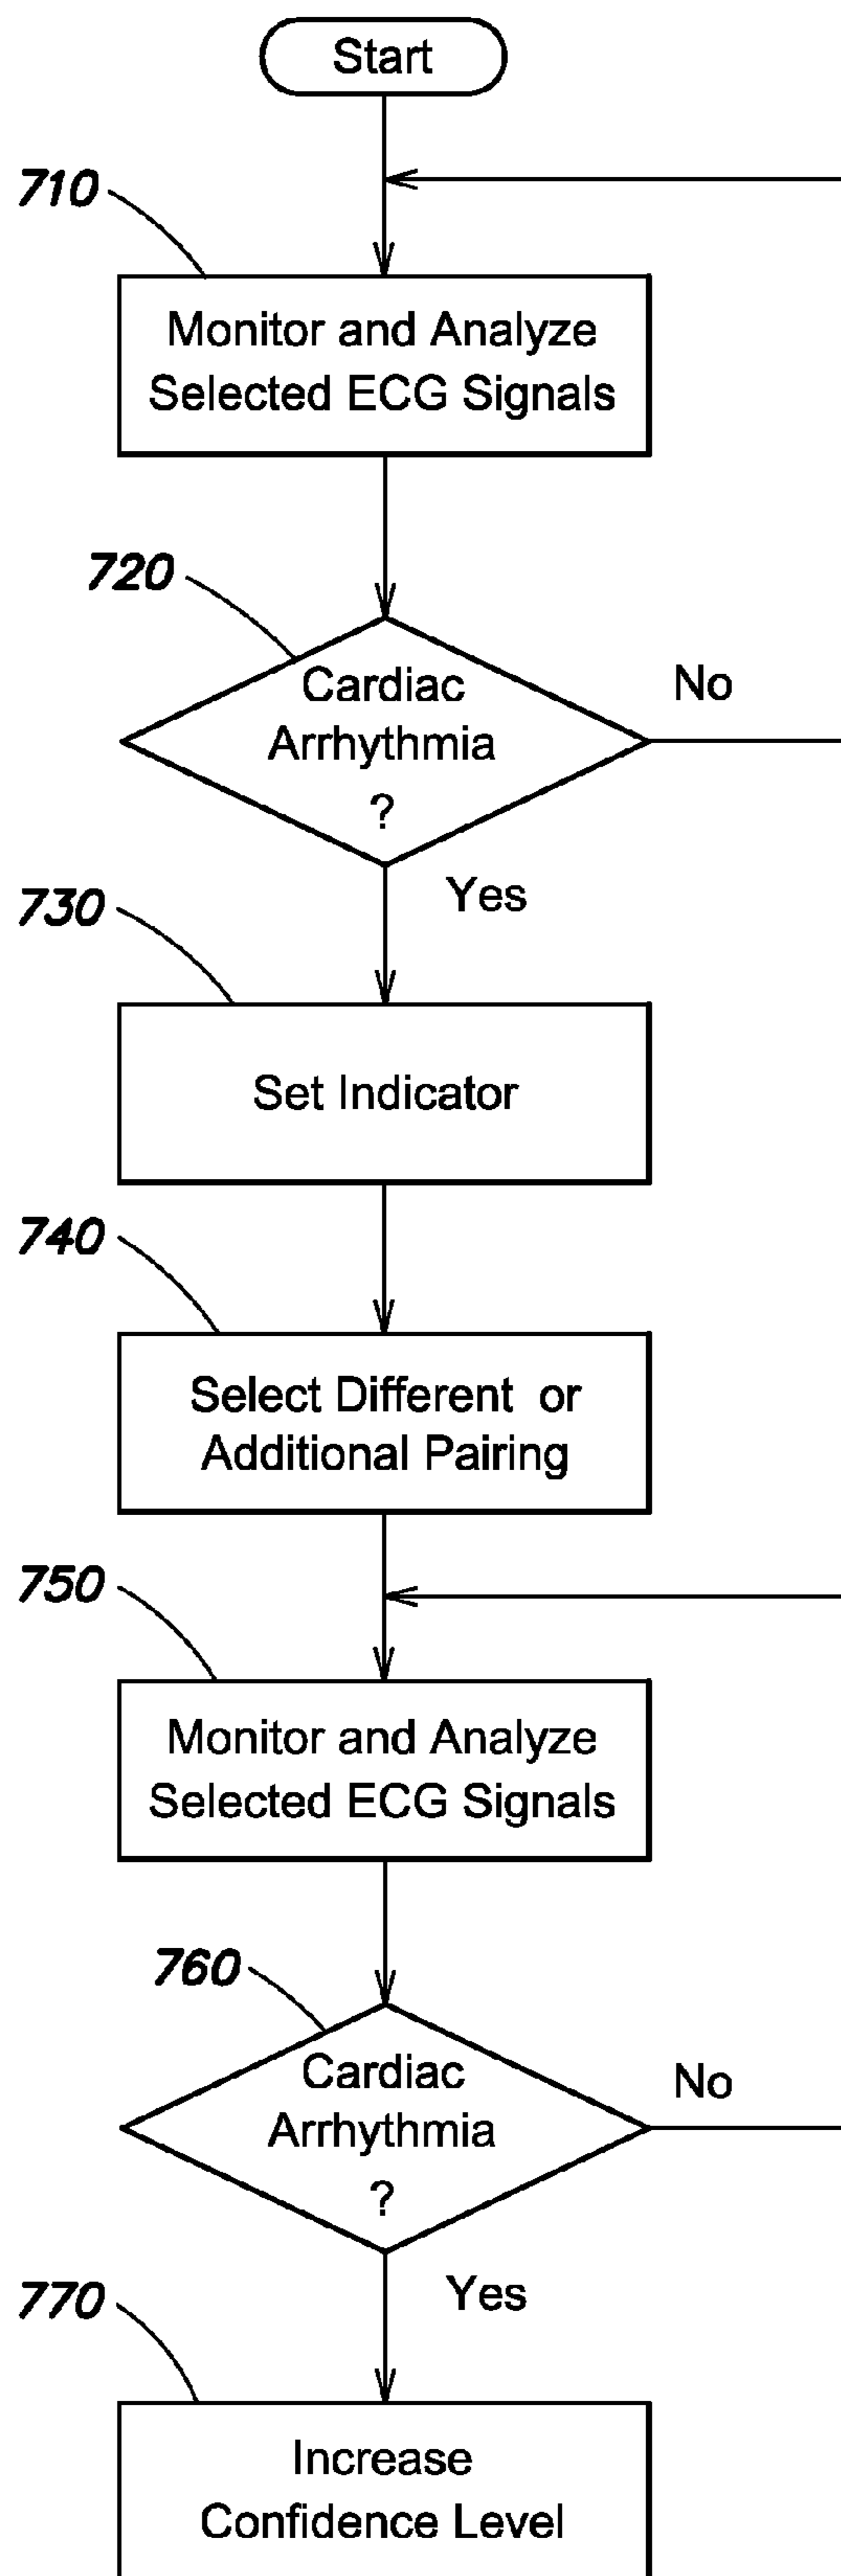 Start
710
Monitor and Analyze
Selected ECG Signals
720
Cardiac
Arrhythmia
?
No
Yes
730
Set Indicator
740
Select Different or
Additional Pairing
750
Monitor and Analyze
Selected ECG Signals
760
Cardiac
Arrhythmia
?
No
Yes
770
Increase
Confidence Level